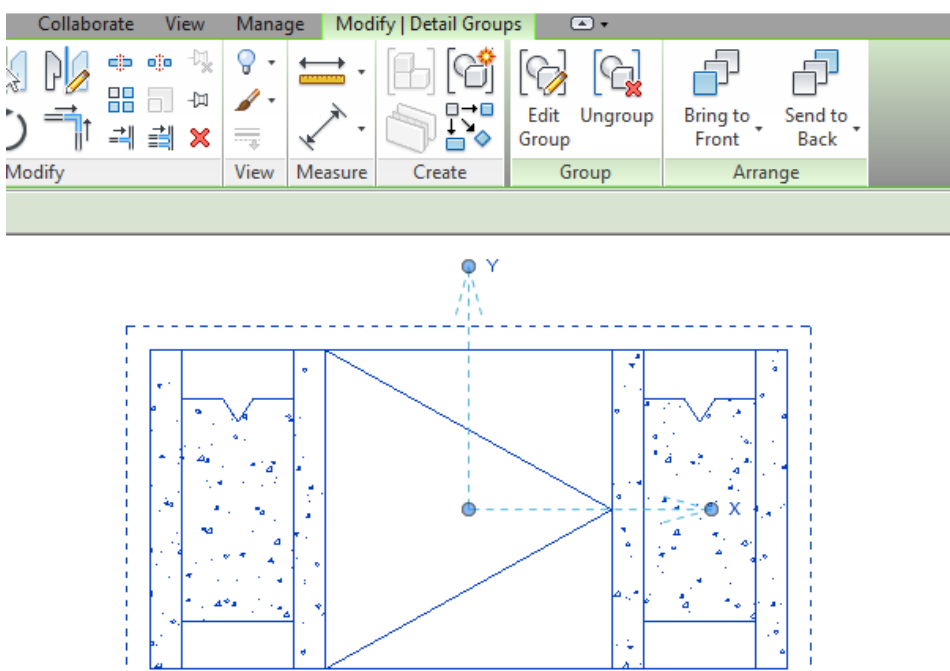 Collaborate View Manage Modify | Detail Groups
Edit Group
Ungroup
Bring to Front
Send to Back
Modify View Measure Create Group Arrange
Y
X